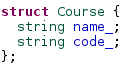 struct Course {
  string name_;
  string code_;
};